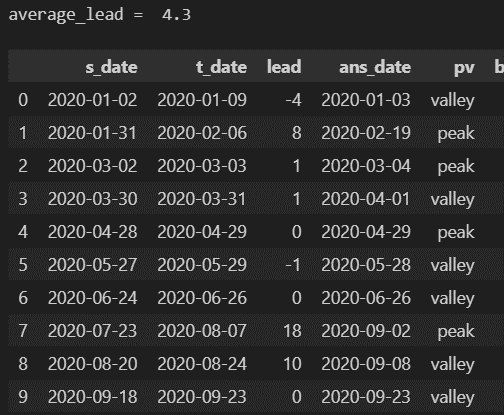 average_lead = 4.3
s_date t_date lead ans_date pv
0 2020-01-02 2020-01-09 -4 2020-01-03 valley
1 2020-01-31 2020-02-06 8 2020-02-19 peak
2 2020-03-02 2020-03-03 1 2020-03-04 peak
3 2020-03-30 2020-03-31 1 2020-04-01 valley
4 2020-04-28 2020-04-29 0 2020-04-29 peak
5 2020-05-27 2020-05-29 -1 2020-05-28 valley
6 2020-06-24 2020-06-26 0 2020-06-26 valley
7 2020-07-23 2020-08-07 18 2020-09-02 peak
8 2020-08-20 2020-08-24 10 2020-09-08 valley
9 2020-09-18 2020-09-23 0 2020-09-23 valley